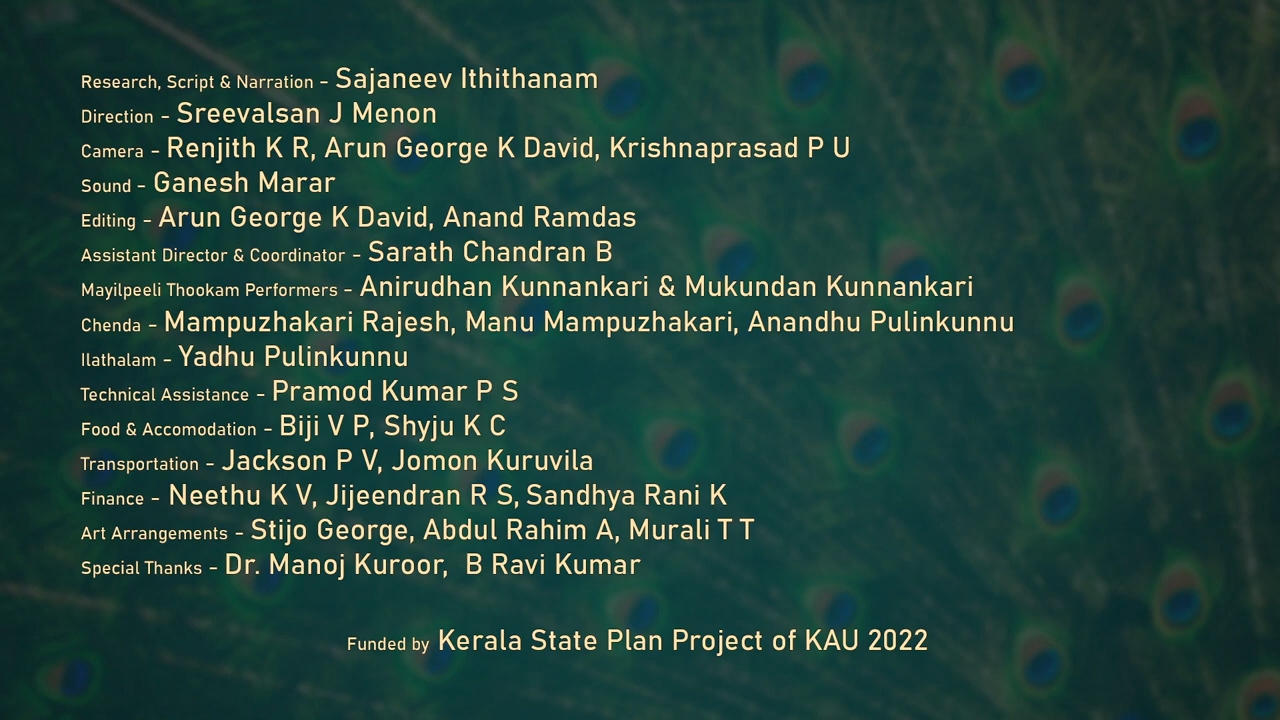 Research, Script & Narration - Sajaneev Ithithanam
Direction - Sreevalsan J Menon
Camera - Renjith K R, Arun George K David, Krishnaprasad P U
Sound - Ganesh Marar
Editing - Arun George K David, Anand Ramdas
Assistant Director & Coordinator - Sarath Chandran B
Mayilpeeli Thookam Performers - Anirudhan Kunnankari & Mukundan Kunnankari
Chenda - Mampuzhakari Rajesh, Manu Mampuzhakari, Anandhu Pulinkunnu
Ilathalam - Yadhu Pulinkunnu
Technical Assistance - Pramod Kumar P S
Food & Accomodation - Biji V P, Shyju K C
Transportation - Jackson P V, Jomon Kuruvila
Finance - Neethu K V, Jijeendran R S, Sandhya Rani K
Art Arrangements - Stijo George, Abdul Rahim A, Murali T T
Special Thanks - Dr. Manoj Kuroor, B Ravi Kumar
Funded by Kerala State Plan Project of KAU 2022